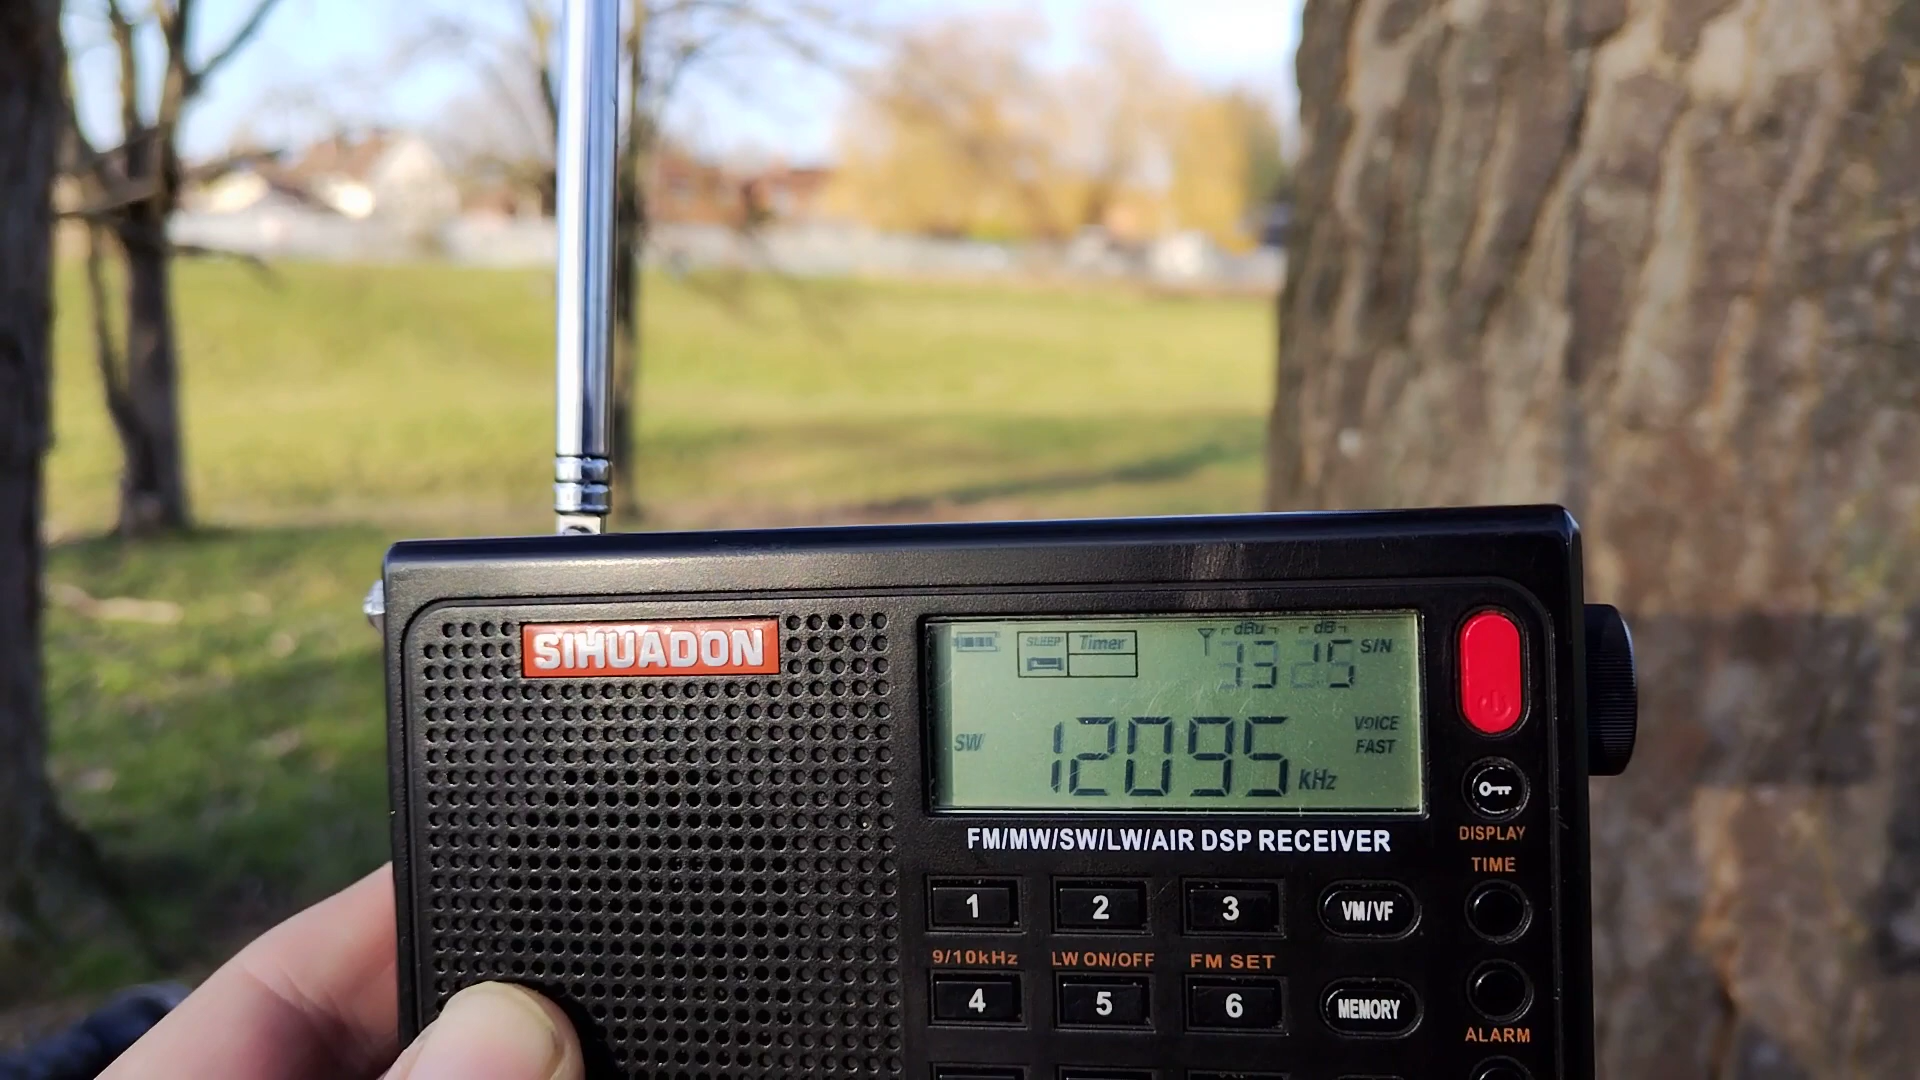 SIHUADON
SLEEP Timer dBu dB S/N
33 05
VOICE
SW 12095 kHz FAST
FM/MW/SW/LW/AIR DSP RECEIVER
DISPLAY
TIME
1 2 3 VM/VF
9/10kHz LW ON/OFF FM SET
4 5 6 MEMORY
ALARM